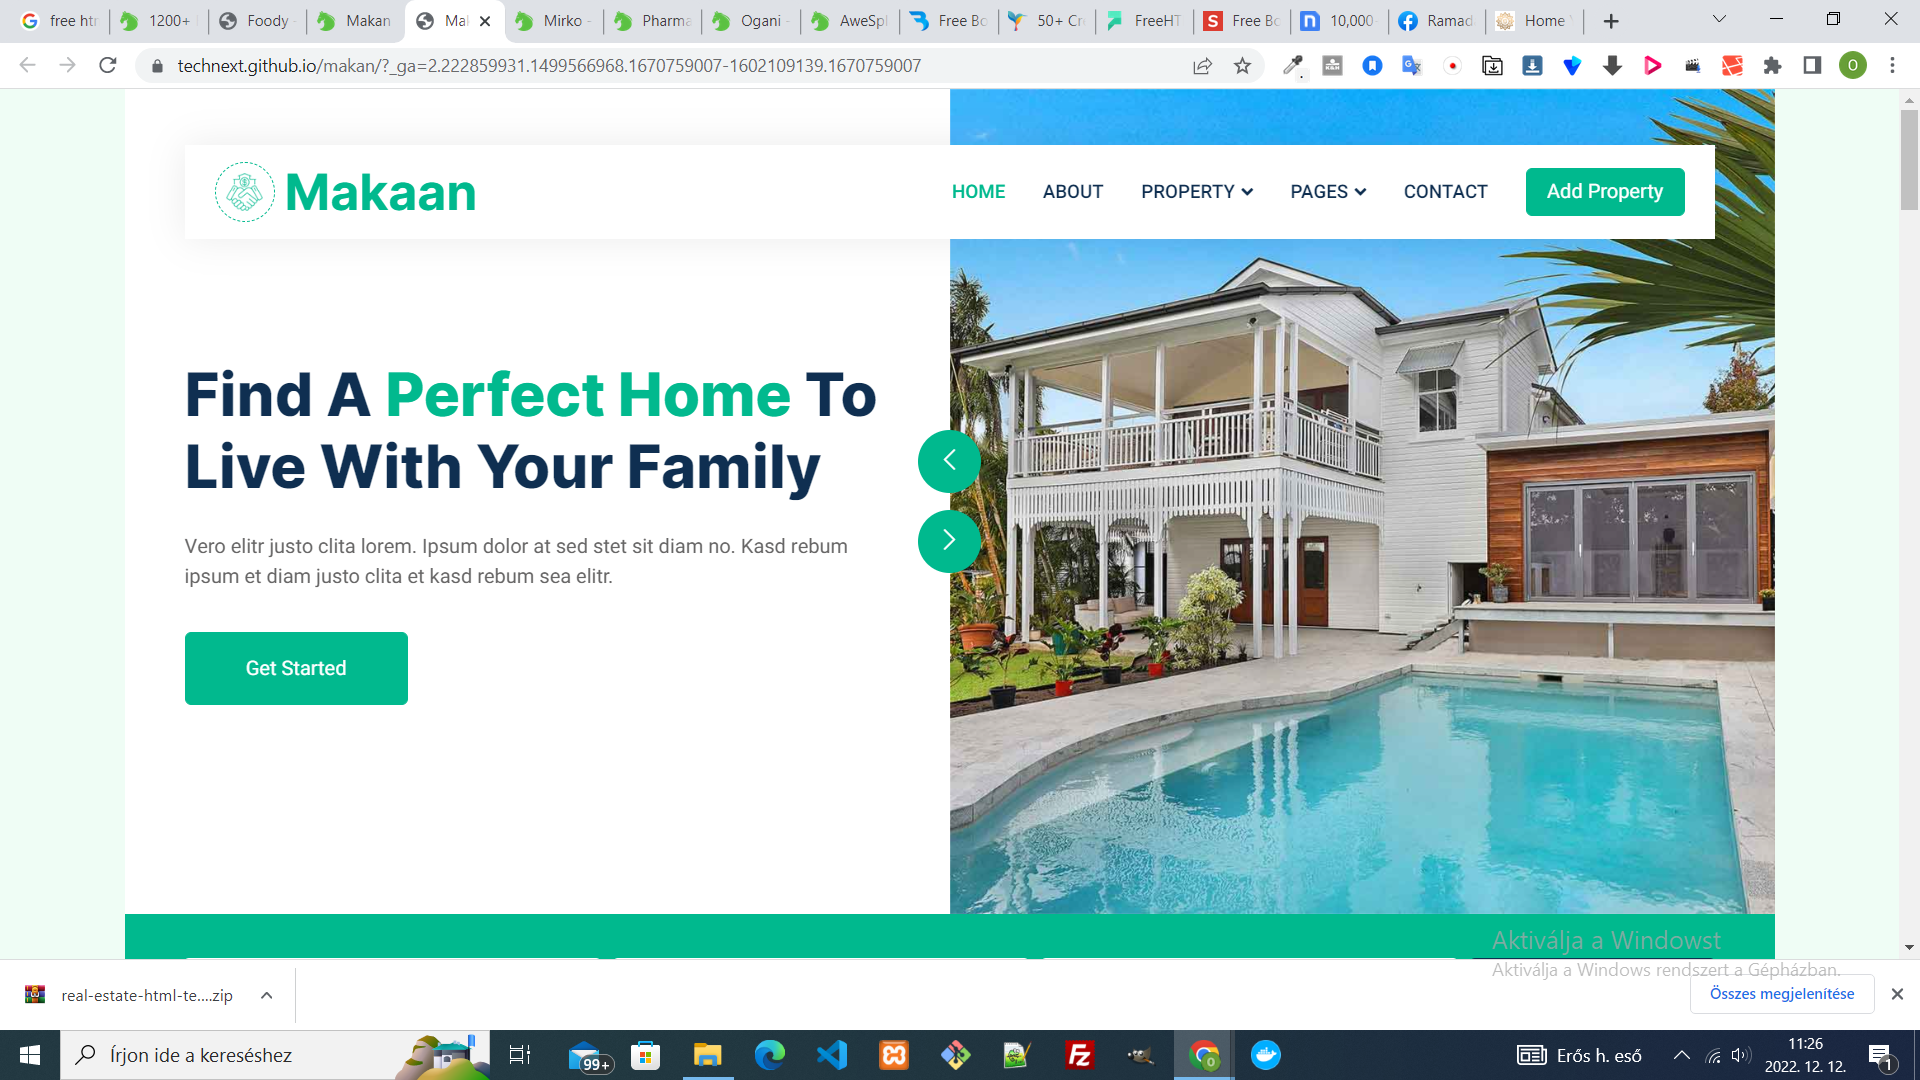 free htm
1200+
Foody -
Makan
Mak
Mirko -
Pharma
Ogani -
AweSpl
Free Bo
50+ Cre
FreeHT
Free Bo
10,000+
Ramad
Home
technext.github.io/makan/?_ga=2.222859931.1499566968.1670759007-1602109139.1670759007
O
Makaan
HOME
ABOUT
PROPERTY
PAGES
CONTACT
Add Property
Find A Perfect Home To
Live With Your Family
Vero elitr justo clita lorem. Ipsum dolor at sed stet sit diam no. Kasd rebum
ipsum et diam justo clita et kasd rebum sea elitr.
Get Started
Aktiválja a Windowst
Aktiválja a Windows rendszert a Gépházban.
real-estate-html-te....zip
Összes megjelenítése
Írjon ide a kereséshez
99+
Erős h. eső
11:26
2022. 12. 12.
1